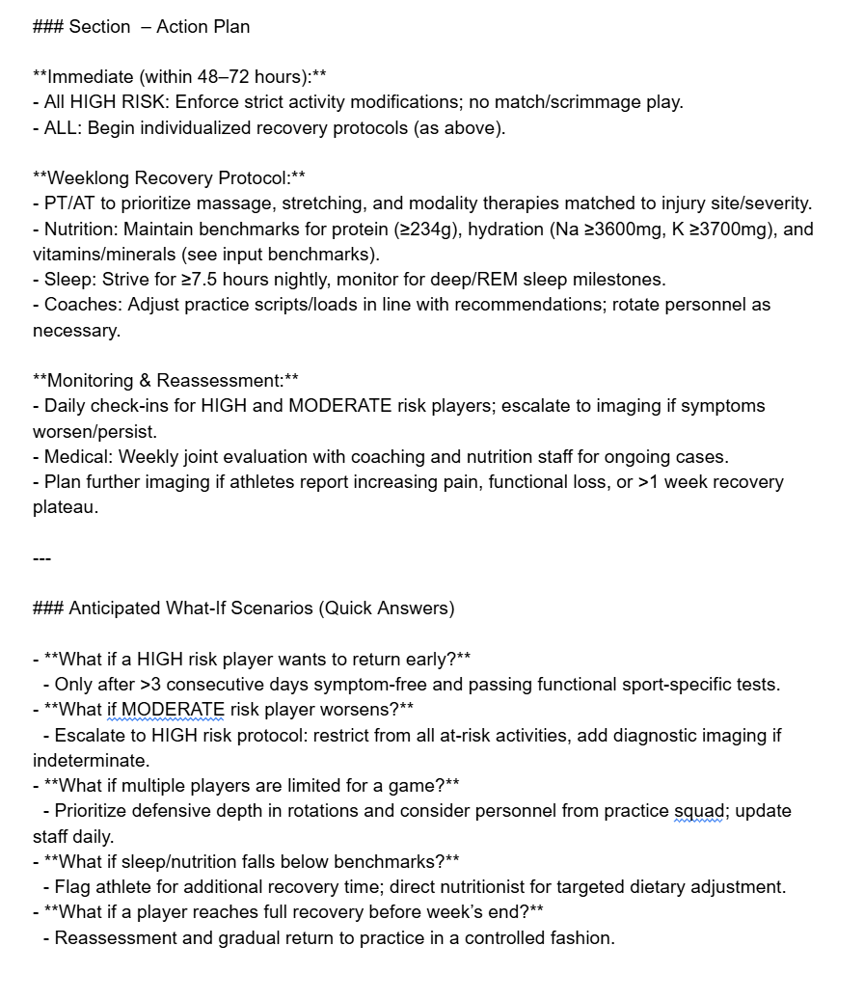 ### Section – Action Plan
**Immediate (within 48–72 hours):**
- All HIGH RISK: Enforce strict activity modifications; no match/scrimmage play.
- ALL: Begin individualized recovery protocols (as above).
**Weeklong Recovery Protocol:**
- PT/AT to prioritize massage, stretching, and modality therapies matched to injury site/severity.
- Nutrition: Maintain benchmarks for protein (≥234g), hydration (Na ≥3600mg, K ≥3700mg), and
vitamins/minerals (see input benchmarks).
- Sleep: Strive for ≥7.5 hours nightly, monitor for deep/REM sleep milestones.
- Coaches: Adjust practice scripts/loads in line with recommendations; rotate personnel as
necessary.
**Monitoring & Reassessment:**
- Daily check-ins for HIGH and MODERATE risk players; escalate to imaging if symptoms
worsen/persist.
- Medical: Weekly joint evaluation with coaching and nutrition staff for ongoing cases.
- Plan further imaging if athletes report increasing pain, functional loss, or >1 week recovery
plateau.
---
### Anticipated What-If Scenarios (Quick Answers)
- **What if a HIGH risk player wants to return early?**
- Only after >3 consecutive days symptom-free and passing functional sport-specific tests.
- **What if MODERATE risk player worsens?**
- Escalate to HIGH risk protocol: restrict from all at-risk activities, add diagnostic imaging if
indeterminate.
- **What if multiple players are limited for a game?**
- Prioritize defensive depth in rotations and consider personnel from practice squad; update
staff daily.
- **What if sleep/nutrition falls below benchmarks?**
- Flag athlete for additional recovery time; direct nutritionist for targeted dietary adjustment.
- **What if a player reaches full recovery before week’s end?**
- Reassessment and gradual return to practice in a controlled fashion.